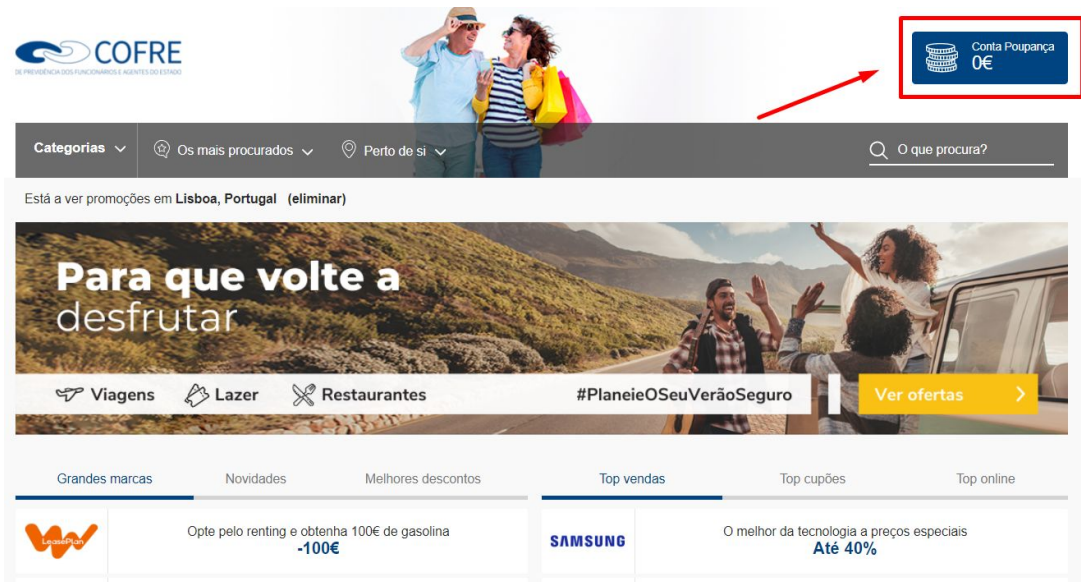 COFRE
DE PREVIDÊNCIA DOS FUNCIONÁRIOS E AGENTES DO ESTADO
Conta Poupança
0€
Categorias
Os mais procurados
Perto de si
O que procura?
Está a ver promoções em Lisboa, Portugal (eliminar)
Para que volte a
desfrutar
Viagens
Lazer
Restaurantes
#PlaneieOSeuVerãoSeguro
Ver ofertas
Grandes marcas
Novidades
Melhores descontos
Top vendas
Top cupões
Top online
LeasePlan
Opte pelo renting e obtenha 100€ de gasolina
-100€
SAMSUNG
O melhor da tecnologia a preços especiais
Até 40%